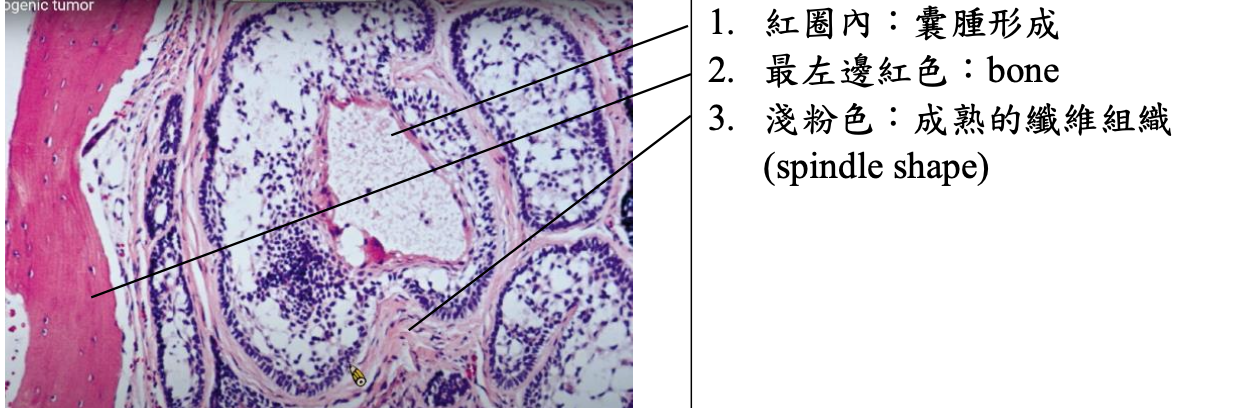 ogenic tumor
1. 紅圈內：囊腫形成
2. 最左邊紅色：bone
3. 淺粉色：成熟的纖維組織
(spindle shape)